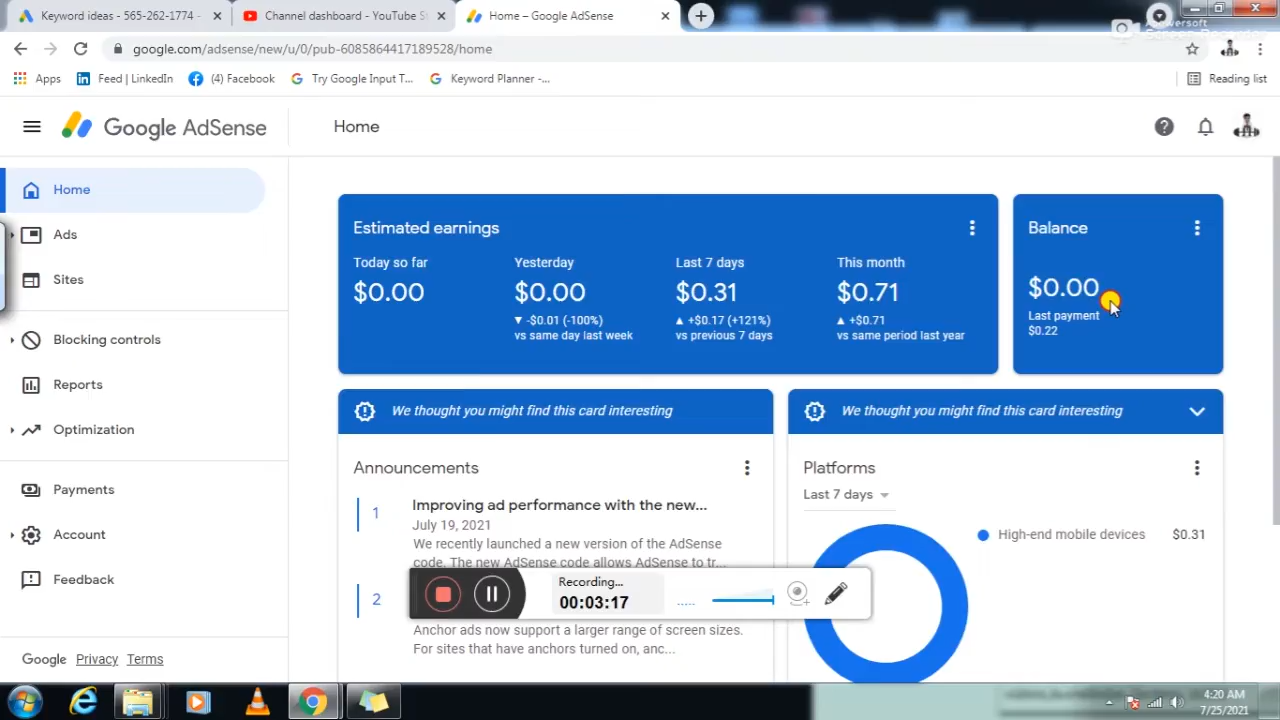 Keyword ideas - 565-262-1774 -
Channel dashboard - YouTube S
Home – Google AdSense
google.com/adsense/new/u/0/pub-6085864417189528/home
Apps
Feed | LinkedIn
(4) Facebook
Try Google Input T...
Keyword Planner -...
Reading list
Google AdSense
Home
Home
Ads
Sites
Blocking controls
Reports
Optimization
Payments
Account
Feedback
Google Privacy Terms
Estimated earnings
Today so far
$0.00
Yesterday
$0.00
-$0.01 (-100%)
vs same day last week
Last 7 days
$0.31
+$0.17 (+121%)
vs previous 7 days
This month
$0.71
+$0.71
vs same period last year
Balance
$0.00
Last payment
$0.22
We thought you might find this card interesting
Announcements
1
Improving ad performance with the new...
July 19, 2021
We recently launched a new version of the AdSense
code. The new AdSense code allows AdSense to tr...
2
Anchor ads now support a larger range of screen sizes.
For sites that have anchors turned on, anc...
We thought you might find this card interesting
Platforms
Last 7 days
High-end mobile devices $0.31
Recording...
00:03:17
4:20 AM
7/25/2021